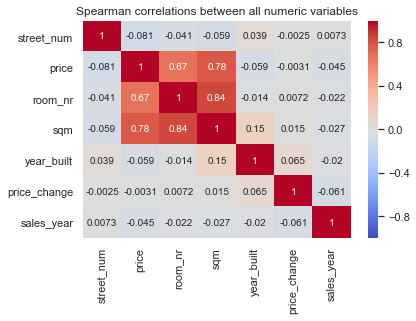 Spearman correlations between all numeric variables
street_num 1 -0.081 -0.041 -0.059 0.039 -0.0025 0.0073
price -0.081 1 0.67 0.78 -0.059 -0.0031 -0.045
room_nr -0.041 0.67 1 0.84 -0.014 0.0072 -0.022
sqm -0.059 0.78 0.84 1 0.15 0.015 -0.027
year_built 0.039 -0.059 -0.014 0.15 1 0.065 -0.02
price_change -0.0025 -0.0031 0.0072 0.015 0.065 1 -0.061
sales_year 0.0073 -0.045 -0.022 -0.027 -0.02 -0.061 1
street_num
price
room_nr
sqm
year_built
price_change
sales_year
0.8
0.4
0.0
−0.4
−0.8